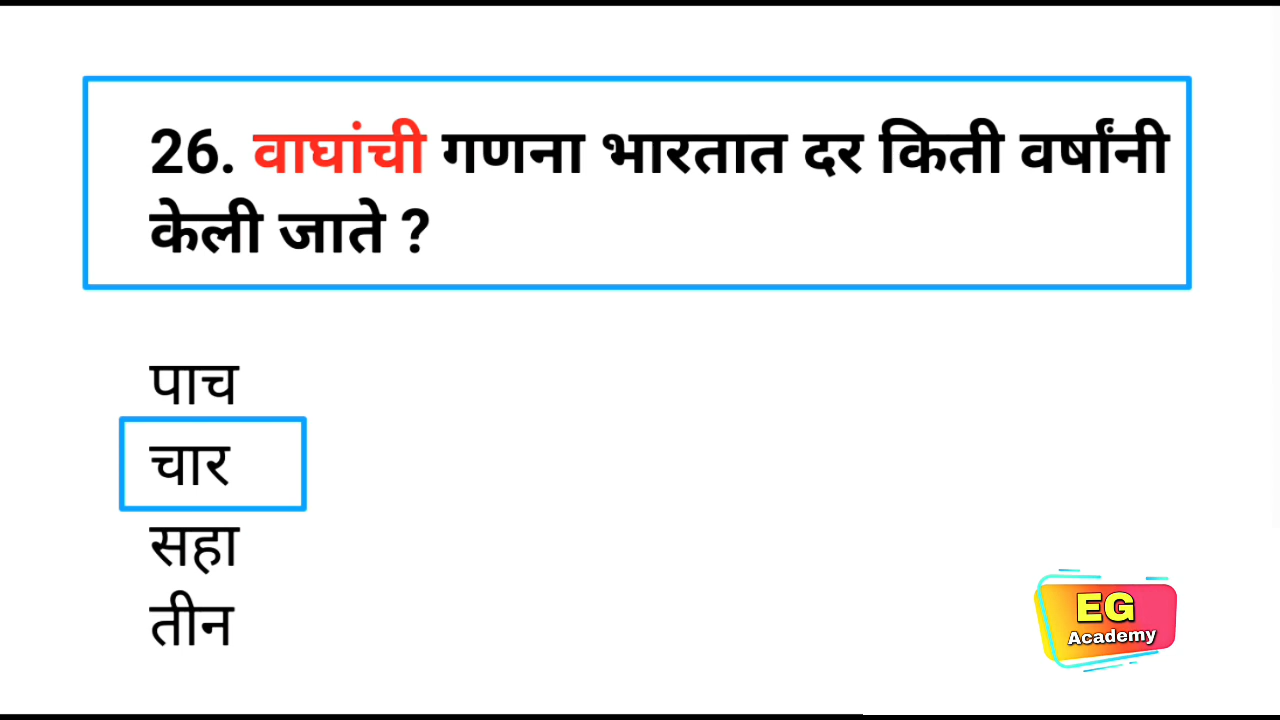 26. वाघांची गणना भारतात दर किती वर्षांनी
केली जाते ?
पाच
चार
सहा
तीन
EG
Academy